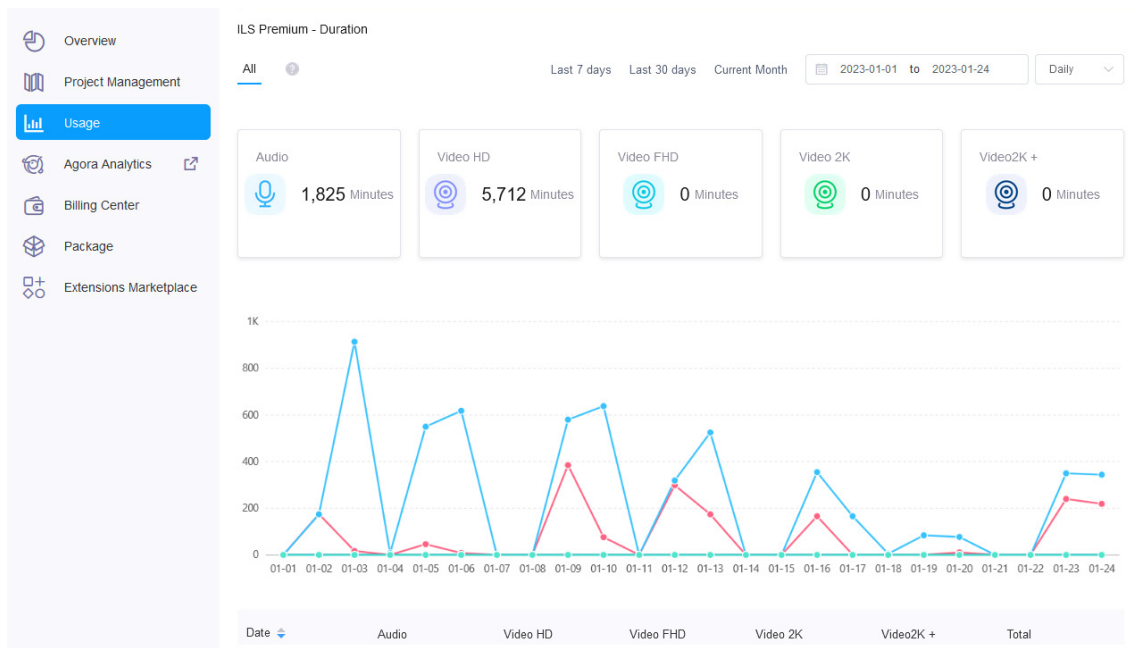 Overview
Project Management
Usage
Agora Analytics
Billing Center
Package
Extensions Marketplace
ILS Premium - Duration
All ?
Last 7 days Last 30 days Current Month 2023-01-01 to 2023-01-24 Daily
Audio Video HD Video FHD Video 2K Video2K +
1,825 Minutes 5,712 Minutes 0 Minutes 0 Minutes 0 Minutes
1K
800
600
400
200
0
01-01 01-02 01-03 01-04 01-05 01-06 01-07 01-08 01-09 01-10 01-11 01-12 01-13 01-14 01-15 01-16 01-17 01-18 01-19 01-20 01-21 01-22 01-23 01-24
Date Audio Video HD Video FHD Video 2K Video2K + Total